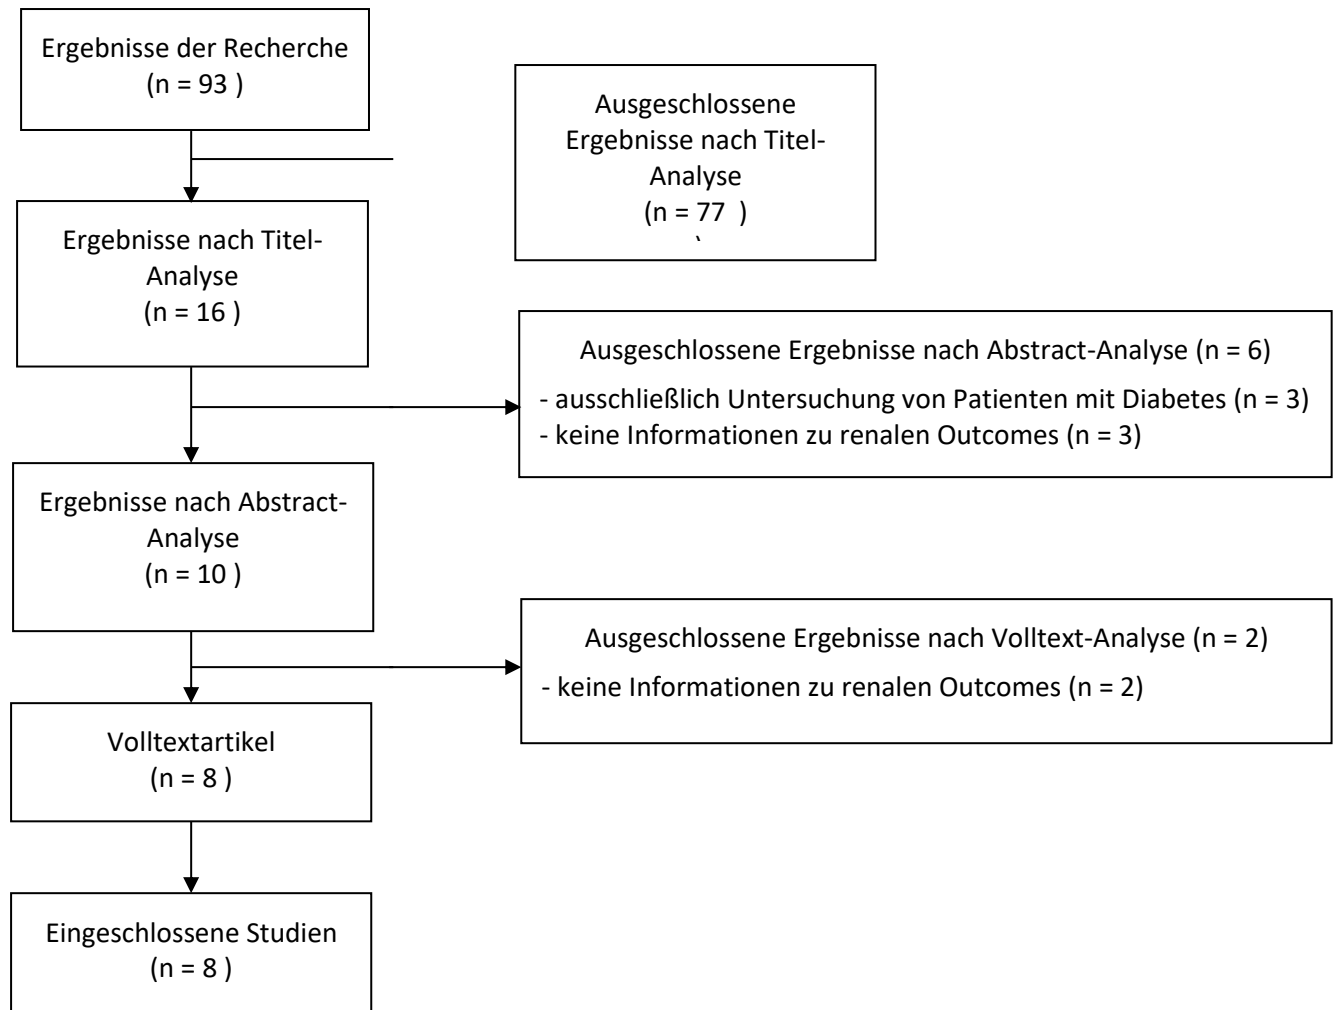 Ergebnisse der Recherche
(n = 93 )
Ausgeschlossene
Ergebnisse nach Titel-
Analyse
(n = 77  )
Ergebnisse nach Titel-
Analyse
(n = 16 )
Ausgeschlossene Ergebnisse nach Abstract-Analyse (n = 6)
- ausschließlich Untersuchung von Patienten mit Diabetes (n = 3)
- keine Informationen zu renalen Outcomes (n = 3)
Ergebnisse nach Abstract-
Analyse
(n = 10 )
Ausgeschlossene Ergebnisse nach Volltext-Analyse (n = 2)
- keine Informationen zu renalen Outcomes (n = 2)
Volltextartikel
(n = 8 )
Eingeschlossene Studien
(n = 8 )